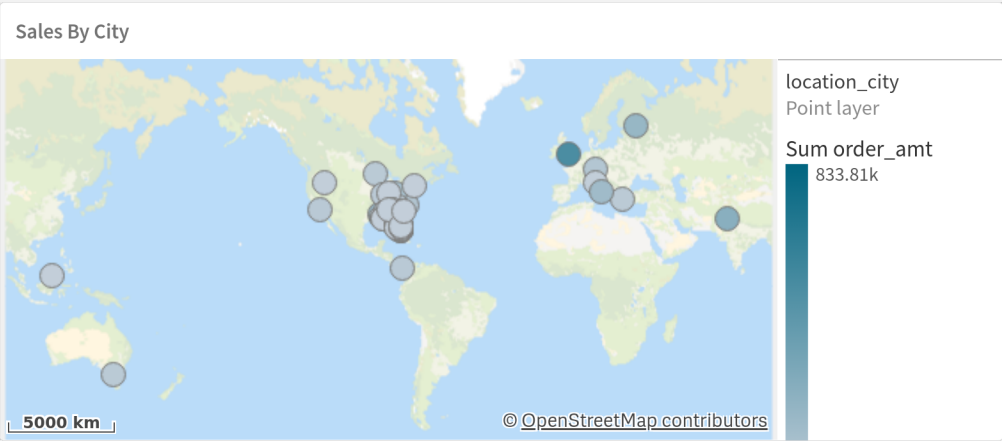 Sales By City
location_city
Point layer
Sum order_amt
833.81k
5000 km
© OpenStreetMap contributors